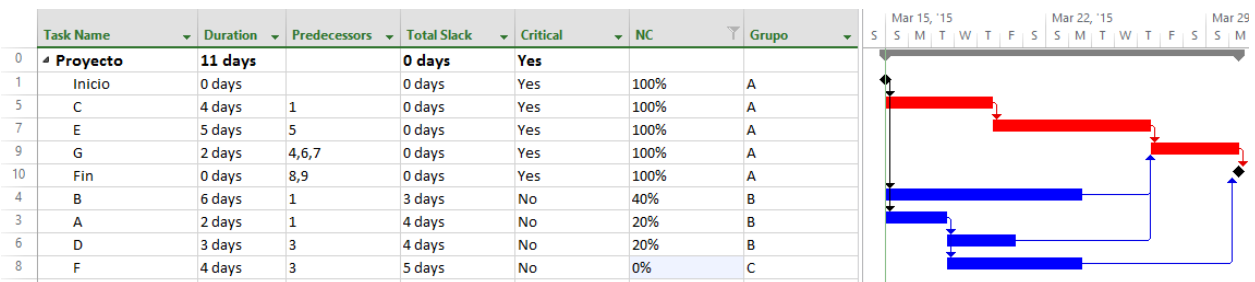 Mar 15, '15 Mar 22, '15 Mar 29
Task Name Duration Predecessors Total Slack Critical NC Grupo S S M T W T F S S M T W T F S S M
0 Proyecto 11 days 0 days Yes
1 Inicio 0 days 0 days Yes 100% A
5 C 4 days 1 0 days Yes 100% A
7 E 5 days 5 0 days Yes 100% A
9 G 2 days 4,6,7 0 days Yes 100% A
10 Fin 0 days 8,9 0 days Yes 100% A
4 B 6 days 1 3 days No 40% B
3 A 2 days 1 4 days No 20% B
6 D 3 days 3 4 days No 20% B
8 F 4 days 3 5 days No 0% C